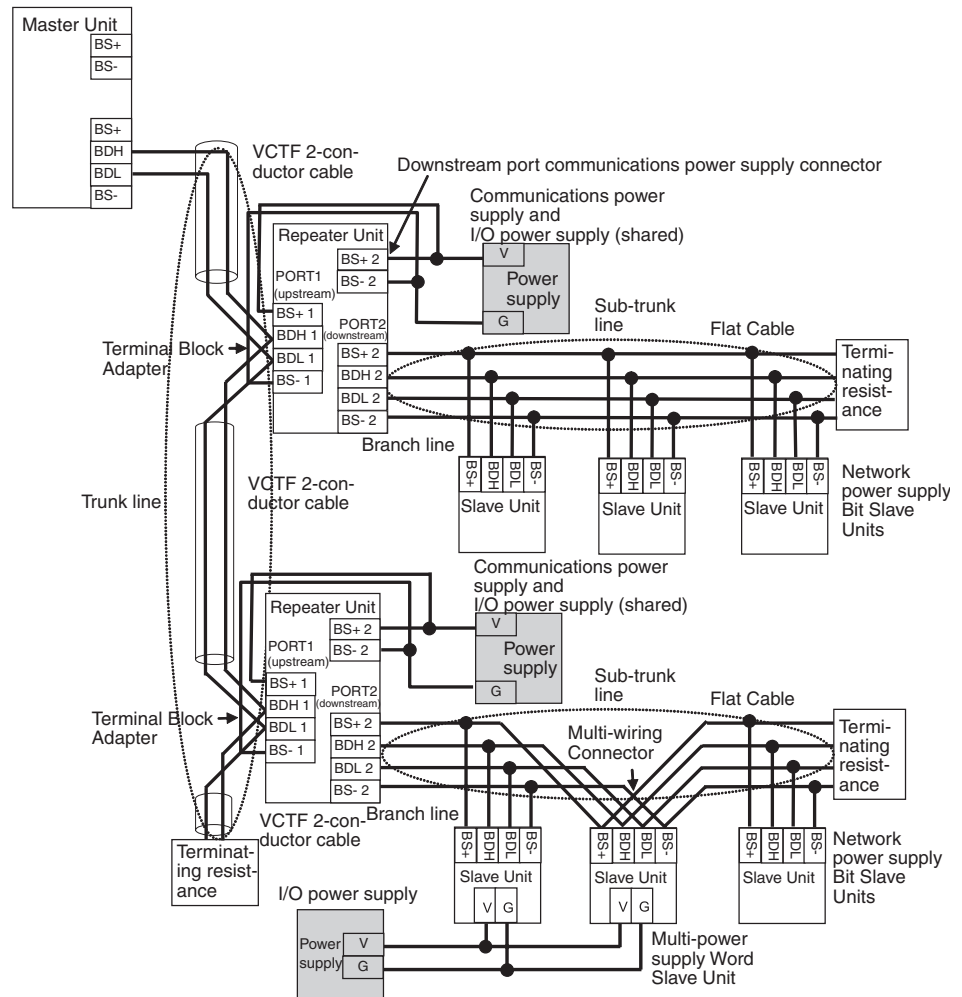 Master Unit
BS+
BS-
BS+
BDH
BDL
BS-
VCTF 2-con-
ductor cable
Downstream port communications power supply connector
Communications power
supply and
I/O power supply (shared)
Repeater Unit
BS+ 2
BS- 2
PORT1
(upstream)
BS+ 1
BDH 1
BDL 1
BS- 1
PORT2
(downstream)
BS+ 2
BDH 2
BDL 2
BS- 2
V
Power
supply
G
Terminal Block
Adapter
Sub-trunk
line
Flat Cable
Termi-
nating
resist-
ance
Branch line
BS+
BDH
BDL
BS-
Slave Unit
BS+
BDH
BDL
BS-
Slave Unit
BS+
BDH
BDL
BS-
Slave Unit
Network
power supply
Bit Slave
Units
Trunk line
VCTF 2-con-
ductor cable
Communications power
supply and
I/O power supply (shared)
Repeater Unit
BS+ 2
BS- 2
PORT1
(upstream)
BS+ 1
BDH 1
BDL 1
BS- 1
PORT2
(downstream)
BS+ 2
BDH 2
BDL 2
BS- 2
V
Power
supply
G
Terminal Block
Adapter
Sub-trunk
line
Flat Cable
Multi-wiring
Connector
Termi-
nating
resist-
ance
VCTF 2-con-
ductor cable
Branch line
Terminat-
ing resist-
ance
BS+
BDH
BDL
BS-
Slave Unit
V G
BS+
BDH
BDL
BS-
Slave Unit
V G
BS+
BDH
BDL
BS-
Slave Unit
Network
power supply
Bit Slave
Units
I/O power supply
Power
supply
V
G
Multi-power
supply Word
Slave Unit